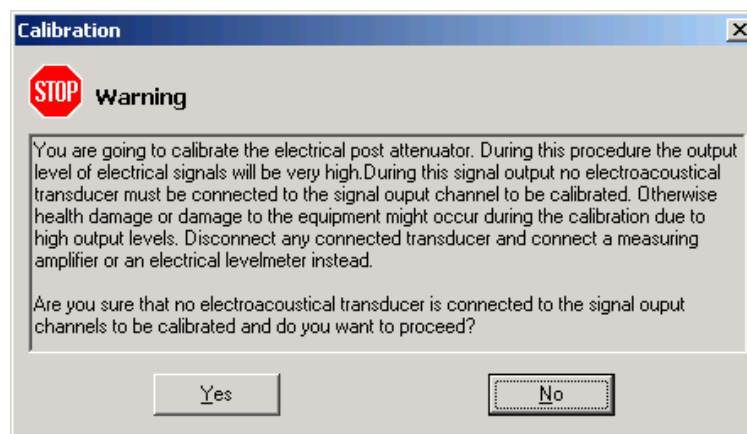 Calibration
STOP
Warning
You are going to calibrate the electrical post attenuator. During this procedure the output
level of electrical signals will be very high.During this signal output no electroacoustical
transducer must be connected to the signal ouput channel to be calibrated. Otherwise
health damage or damage to the equipment might occur during the calibration due to
high output levels. Disconnect any connected transducer and connect a measuring
amplifier or an electrical levelmeter instead.
Are you sure that no electroacoustical transducer is connected to the signal ouput
channels to be calibrated and do you want to proceed?
Yes
No